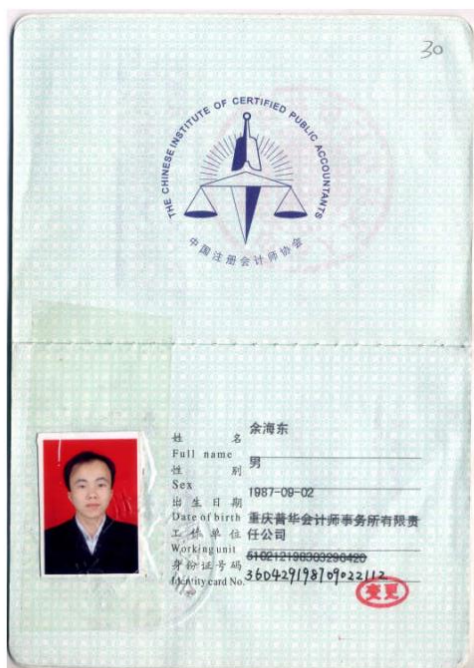 30
THE CHINESE INSTITUTE OF CERTIFIED PUBLIC ACCOUNTANTS
中国注册会计师协会
姓 名 余海东
Full name
性 别 男
Sex
出生日期 1987-09-02
Date of birth 重庆普华会计师事务所有限责
工作单位 任公司
Working unit
身份证号码 510212198303296420
Identity card No. 360429198709022112
变更